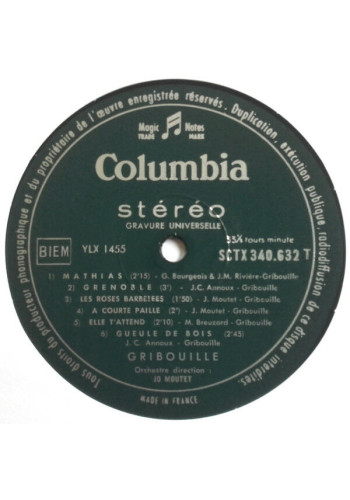 Tous droits du producteur phonographique et du propriétaire de l'œuvre enregistrée réservés. Duplication, exécution publique, radiodiffusion de ce disque interdites.
Magic Notes
TRADE MARK
Columbia
stéréo
GRAVURE UNIVERSELLE
BIEM
YLX 1455
33⅓ tours minute
SCTX 340.632 T
1 - MATHIAS (2'15) - G. Bourgeois & J.M. Rivière-Gribouille
2 - GRENOBLE (3') - J.C. Annoux - Gribouille
3 - LES ROSES BARBELÉES (1'50) - J. Moutet - Gribouille
4 - A COURTE PAILLE (2') - J. Moutet - Gribouille
5 - ELLE T'ATTEND (2'10) - M. Breuzard - Gribouille
6 - GUEULE DE BOIS (2'45)
J.C. Annoux - Gribouille
GRIBOUILLE
Orchestre direction :
JO MOUTET
MADE IN FRANCE